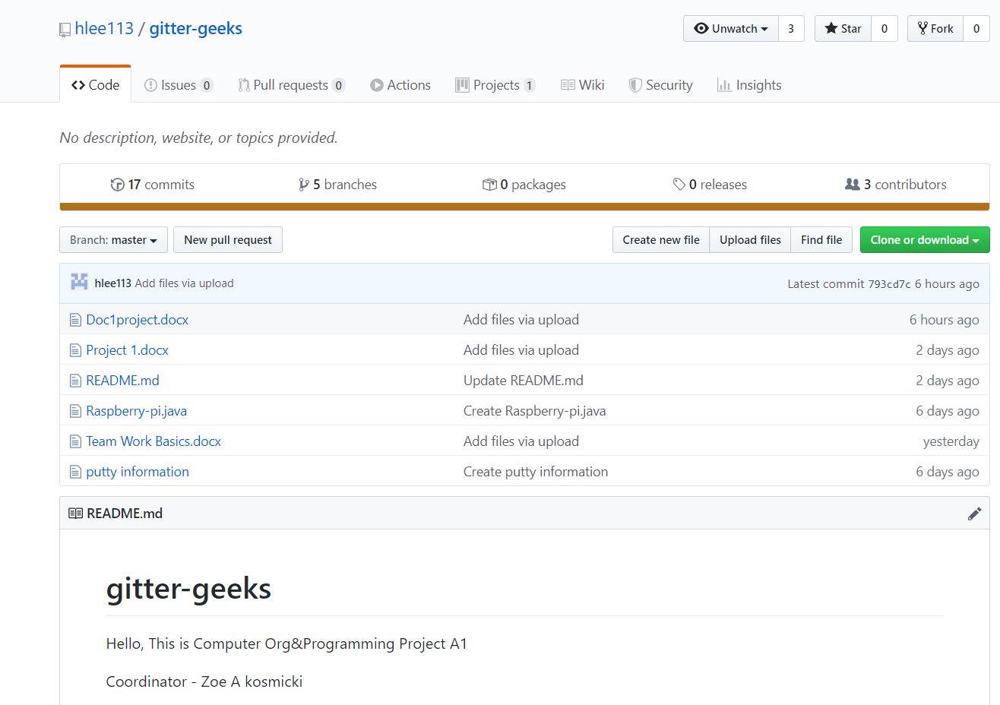 hlee113 / gitter-geeks
Unwatch 3 Star 0 Fork 0
Code Issues 0 Pull requests 0 Actions Projects 1 Wiki Security Insights
No description, website, or topics provided.
17 commits 5 branches 0 packages 0 releases 3 contributors
Branch: master New pull request Create new file Upload files Find file Clone or download
hlee113 Add files via upload Latest commit 793cd7c 6 hours ago
Doc1project.docx Add files via upload 6 hours ago
Project 1.docx Add files via upload 2 days ago
README.md Update README.md 2 days ago
Raspberry-pi.java Create Raspberry-pi.java 6 days ago
Team Work Basics.docx Add files via upload yesterday
putty information Create putty information 6 days ago
README.md
gitter-geeks
Hello, This is Computer Org&Programming Project A1
Coordinator - Zoe A kosmicki